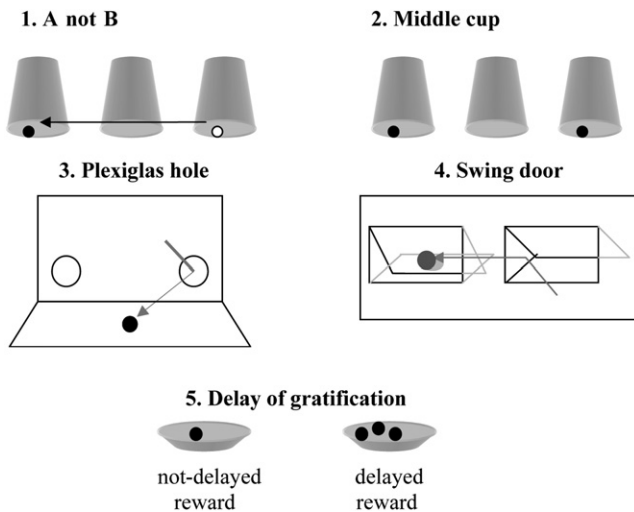 1. A not B
2. Middle cup
3. Plexiglas hole
4. Swing door
5. Delay of gratification
not-delayed
reward
delayed
reward